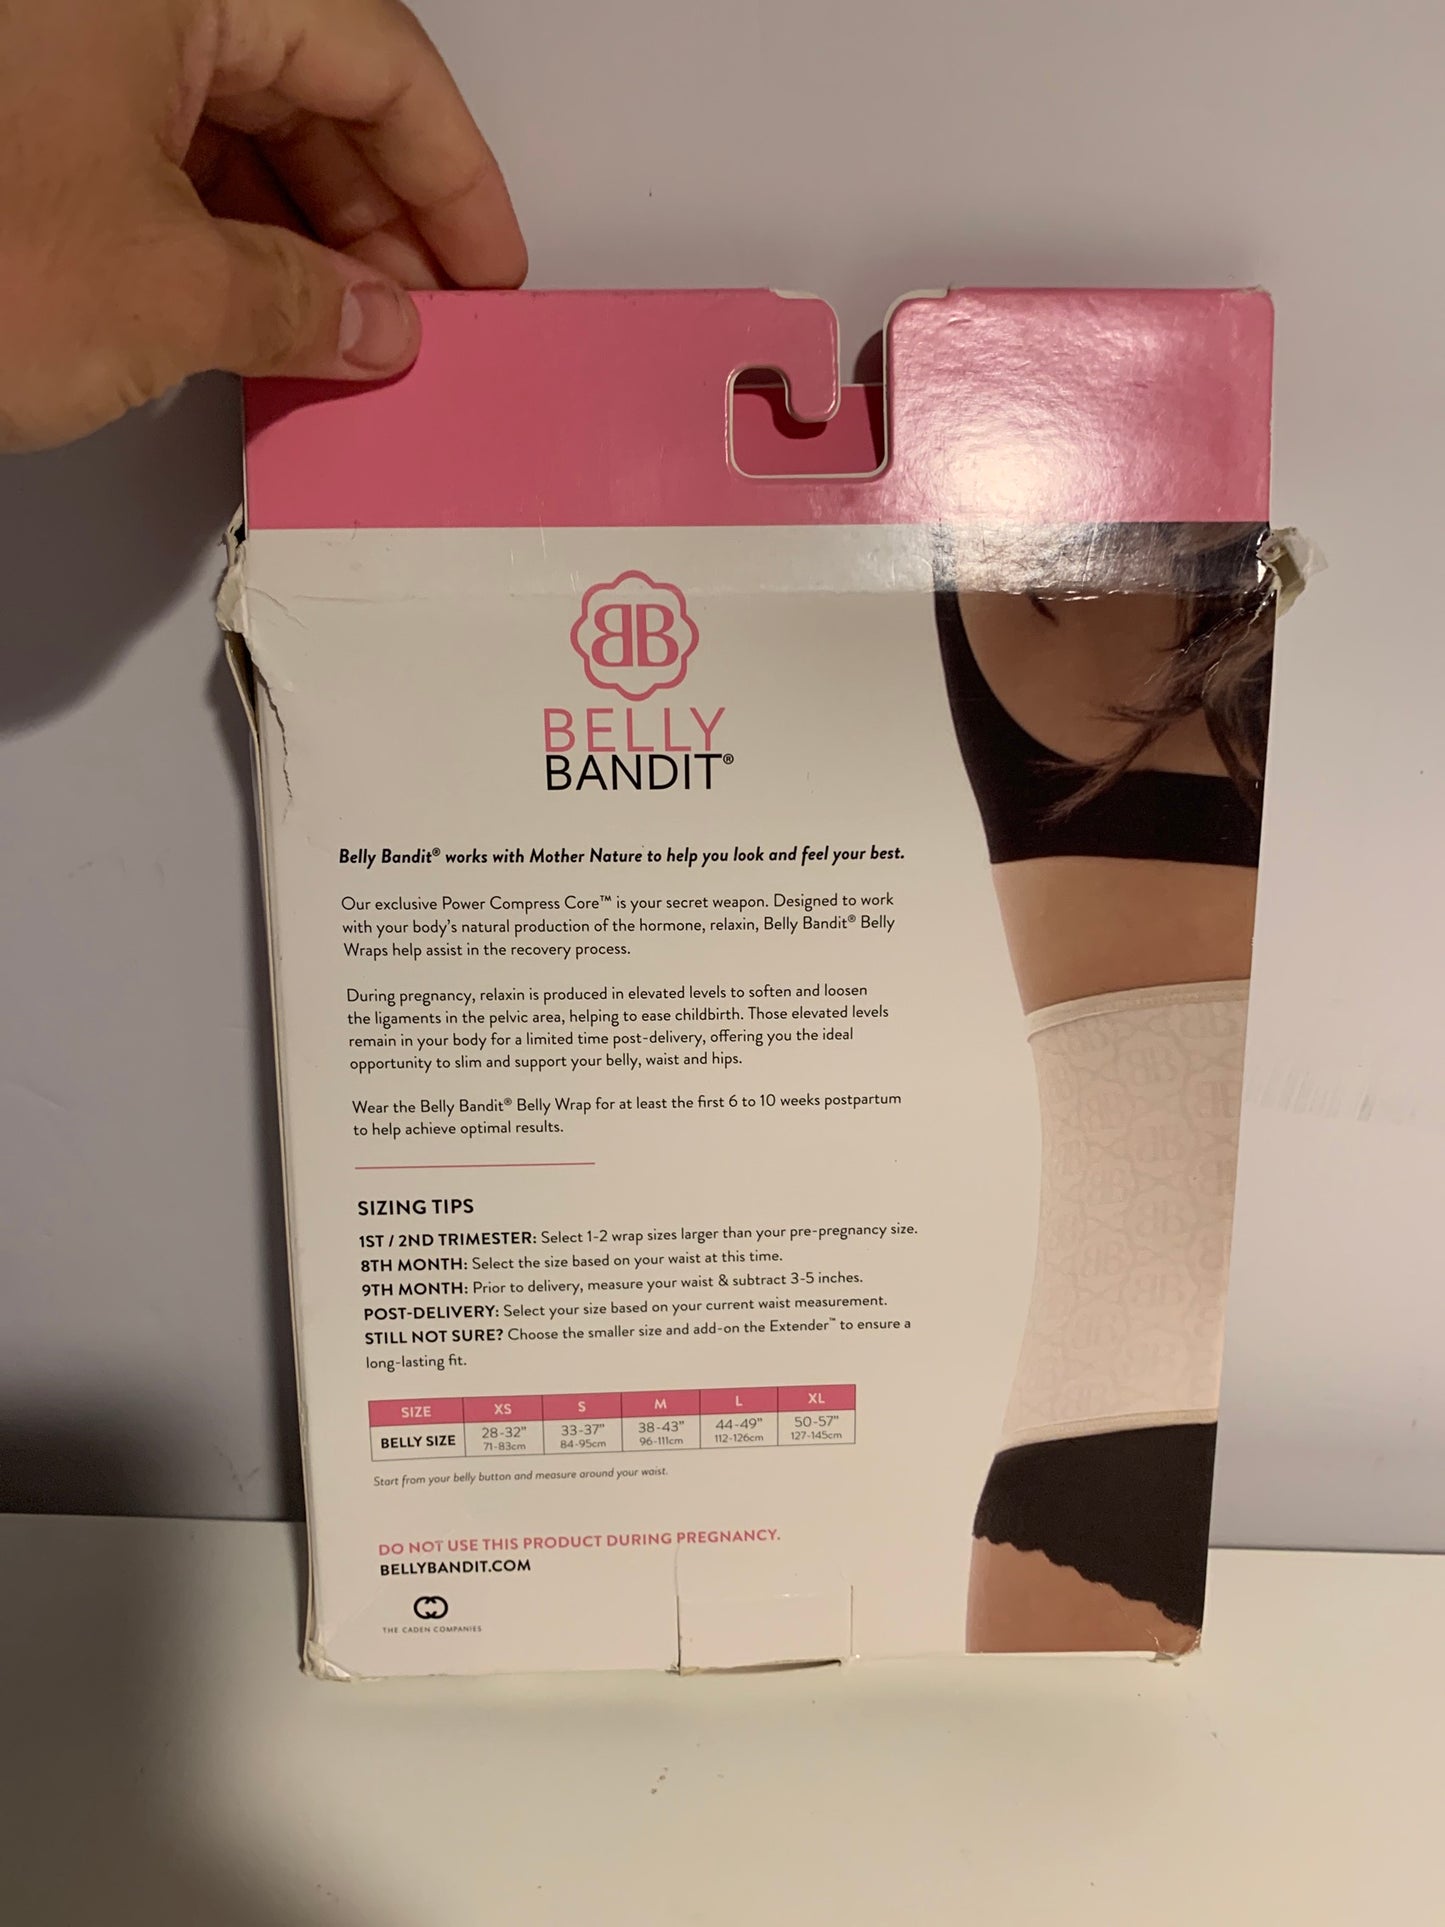 BB
BELLY
BANDIT®
Belly Bandit® works with Mother Nature to help you look and feel your best.
Our exclusive Power Compress Core™ is your secret weapon. Designed to work
with your body's natural production of the hormone, relaxin, Belly Bandit® Belly
Wraps help assist in the recovery process.
During pregnancy, relaxin is produced in elevated levels to soften and loosen
the ligaments in the pelvic area, helping to ease childbirth. Those elevated levels
remain in your body for a limited time post-delivery, offering you the ideal
opportunity to slim and support your belly, waist and hips.
Wear the Belly Bandit® Belly Wrap for at least the first 6 to 10 weeks postpartum
to help achieve optimal results.
SIZING TIPS
1ST / 2ND TRIMESTER: Select 1-2 wrap sizes larger than your pre-pregnancy size.
8TH MONTH: Select the size based on your waist at this time.
9TH MONTH: Prior to delivery, measure your waist & subtract 3-5 inches.
POST-DELIVERY: Select your size based on your current waist measurement.
STILL NOT SURE? Choose the smaller size and add-on the Extender™ to ensure a
long-lasting fit.
SIZE XS S M L XL
BELLY SIZE 28-32" 33-37" 38-43" 44-49" 50-57"
71-83cm 84-95cm 96-111cm 112-126cm 127-145cm
Start from your belly button and measure around your waist.
DO NOT USE THIS PRODUCT DURING PREGNANCY.
BELLYBANDIT.COM
THE CADEN COMPANIES